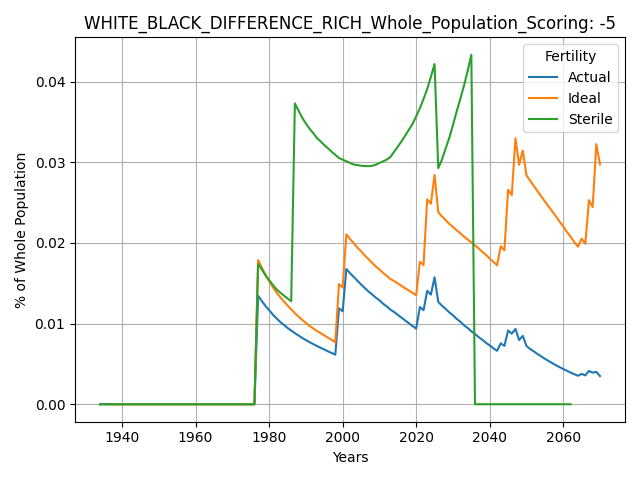 WHITE_BLACK_DIFFERENCE_RICH_Whole_Population_Scoring: -5
Fertility
Actual
Ideal
Sterile
% of Whole Population
0.04
0.03
0.02
0.01
0.00
1940 1960 1980 2000 2020 2040 2060
Years